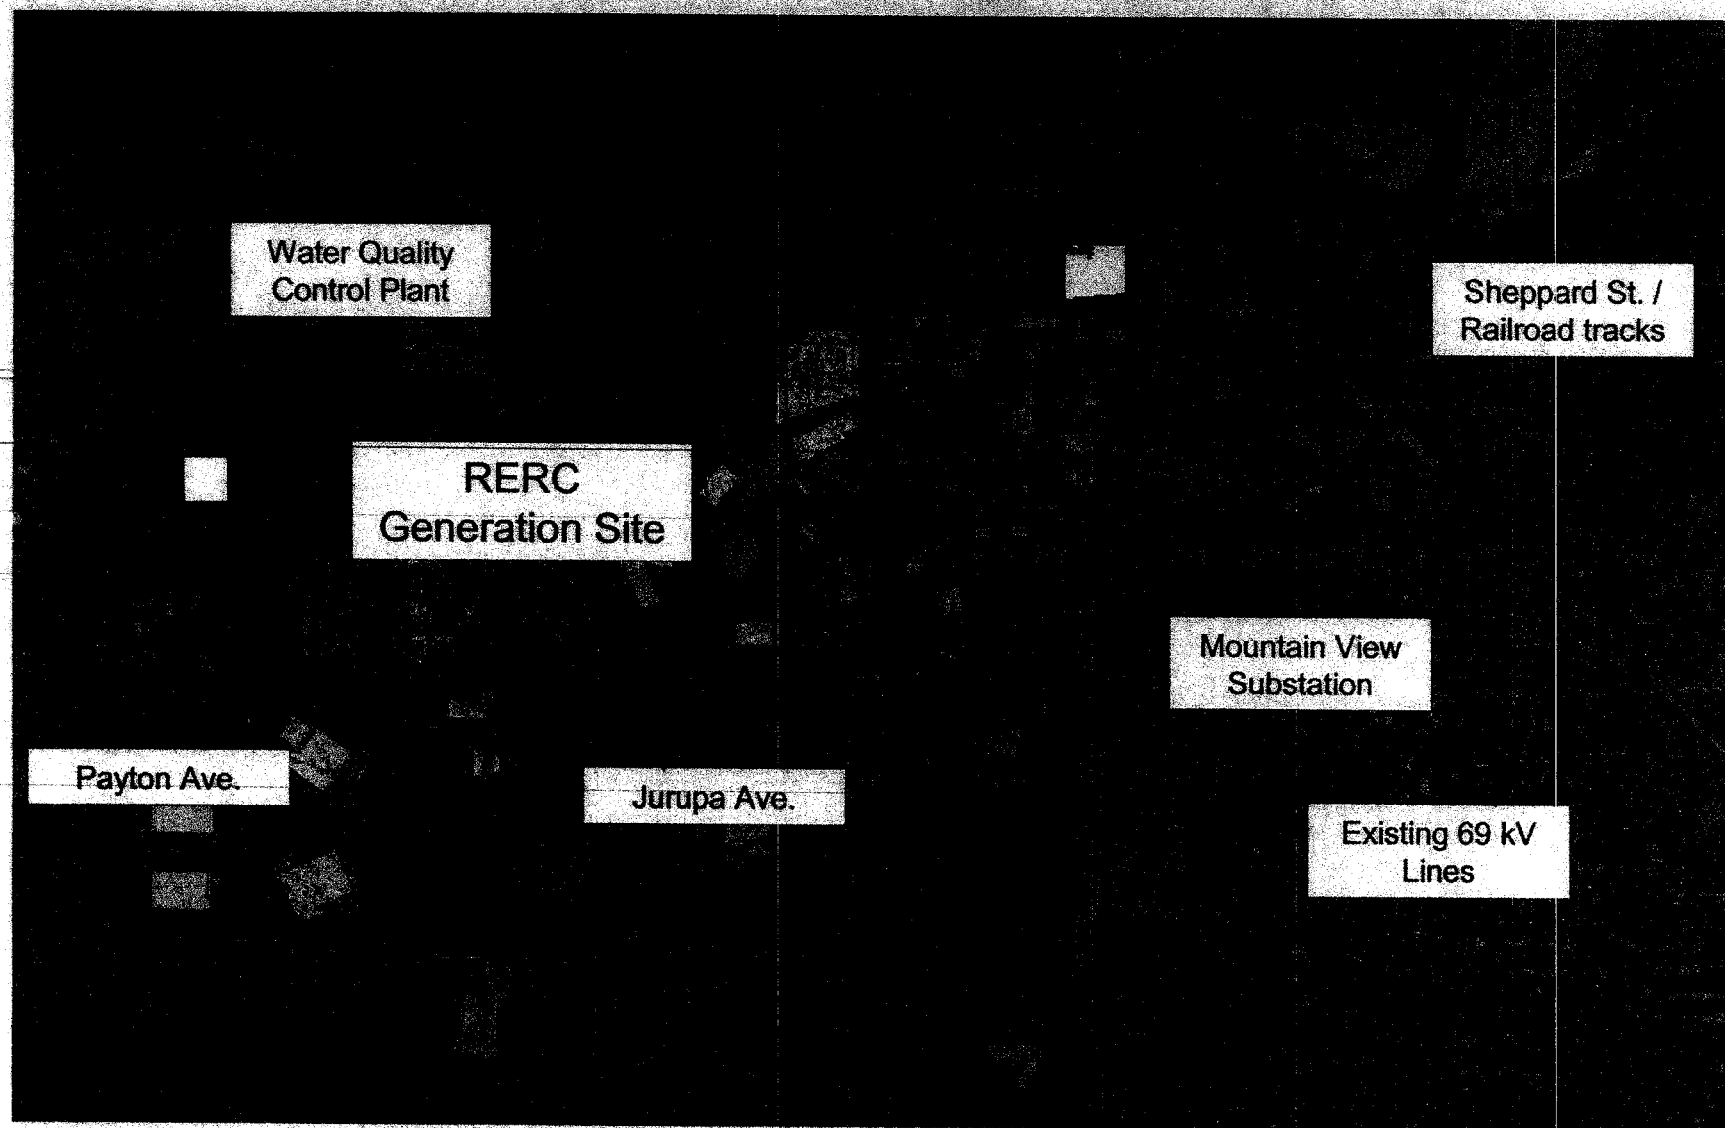 Water Quality
Control Plant
Sheppard St. /
Railroad tracks
RERC
Generation Site
Mountain View
Substation
Payton Ave.
Jurupa Ave.
Existing 69 kV
Lines